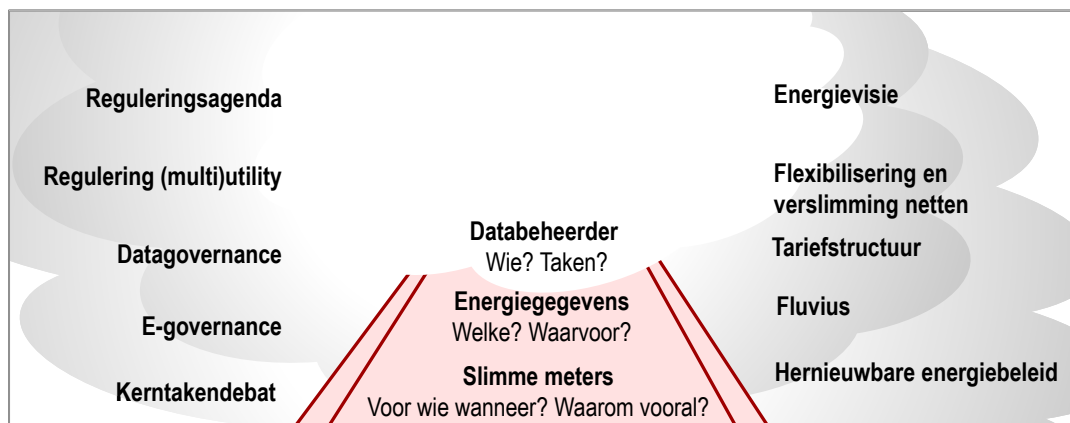 Reguleringsagenda
Regulering (multi)utility
Datagovernance
E-governance
Kerntakendebat
Databeheerder
Wie? Taken?
Energiegegevens
Welke? Waarvoor?
Slimme meters
Voor wie wanneer? Waarom vooral?
Energievisie
Flexibilisering en
verslimming netten
Tariefstructuur
Fluvius
Hernieuwbare energiebeleid